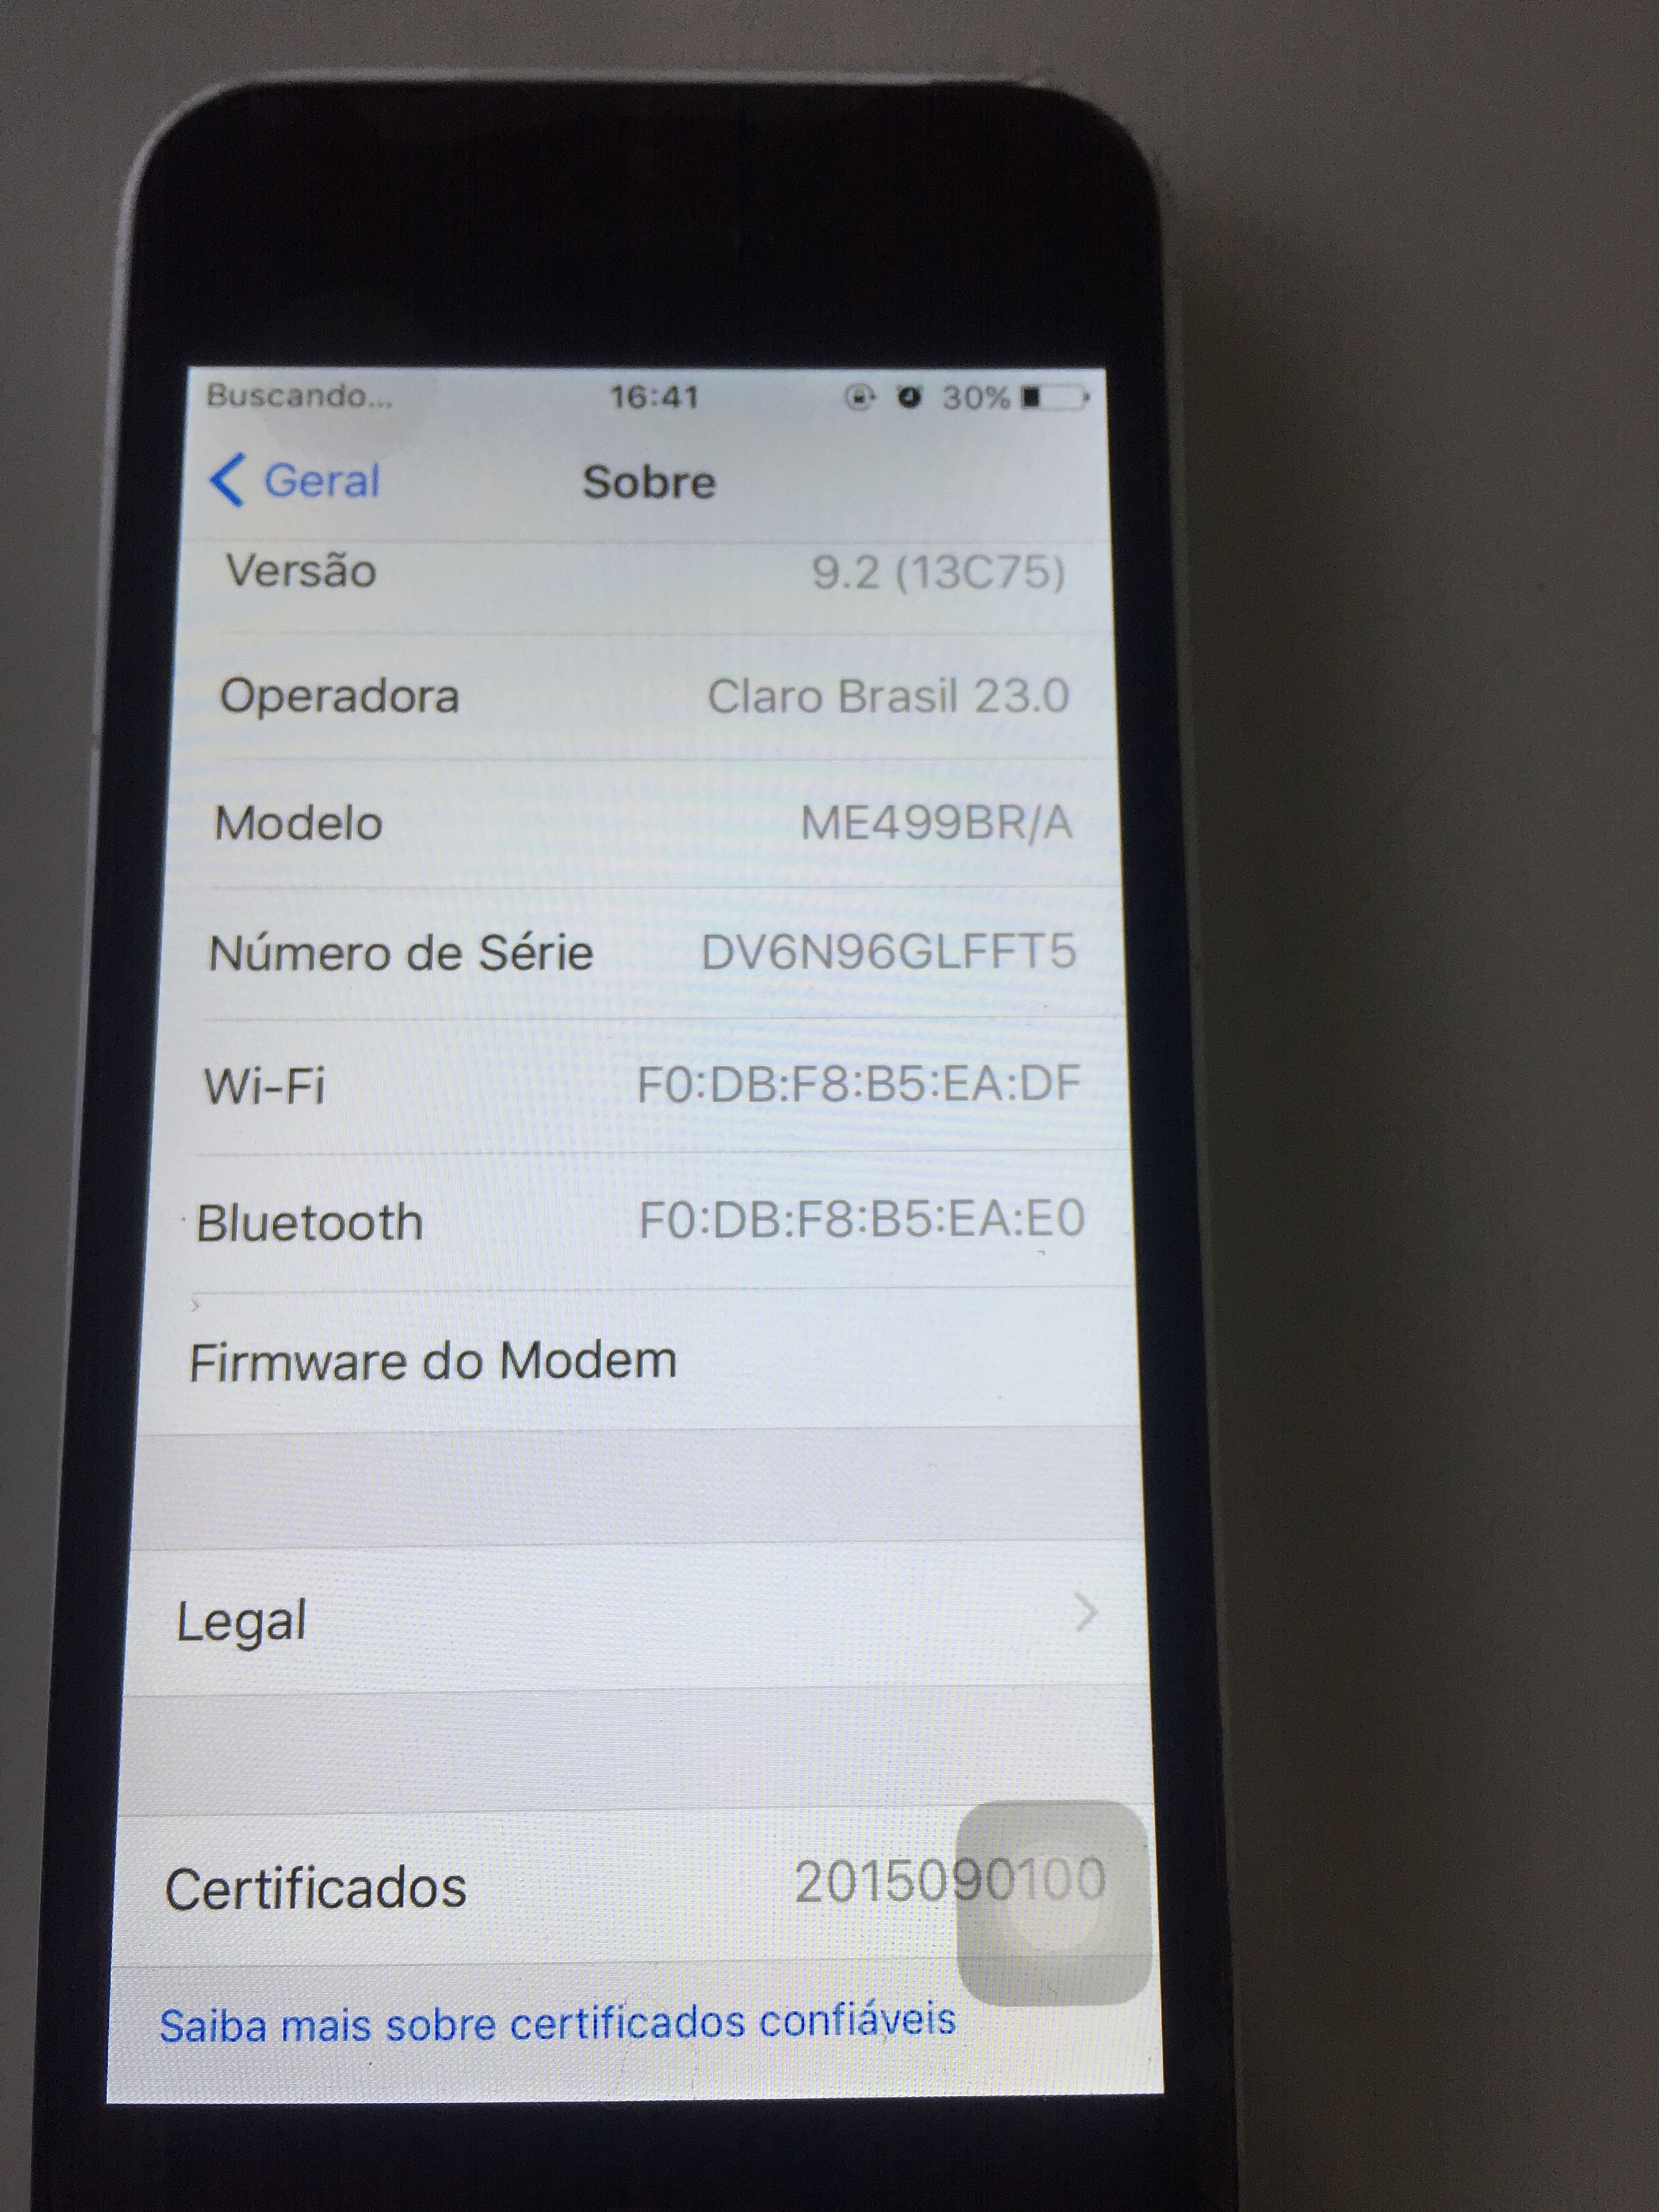 Buscando... 16:41 30%
Geral Sobre
Versão 9.2 (13C75)
Operadora Claro Brasil 23.0
Modelo ME499BR/A
Número de Série DV6N96GLFFT5
Wi-Fi F0:DB:F8:B5:EA:DF
Bluetooth F0:DB:F8:B5:EA:E0
Firmware do Modem
Legal
Certificados 2015090100
Saiba mais sobre certificados confiáveis